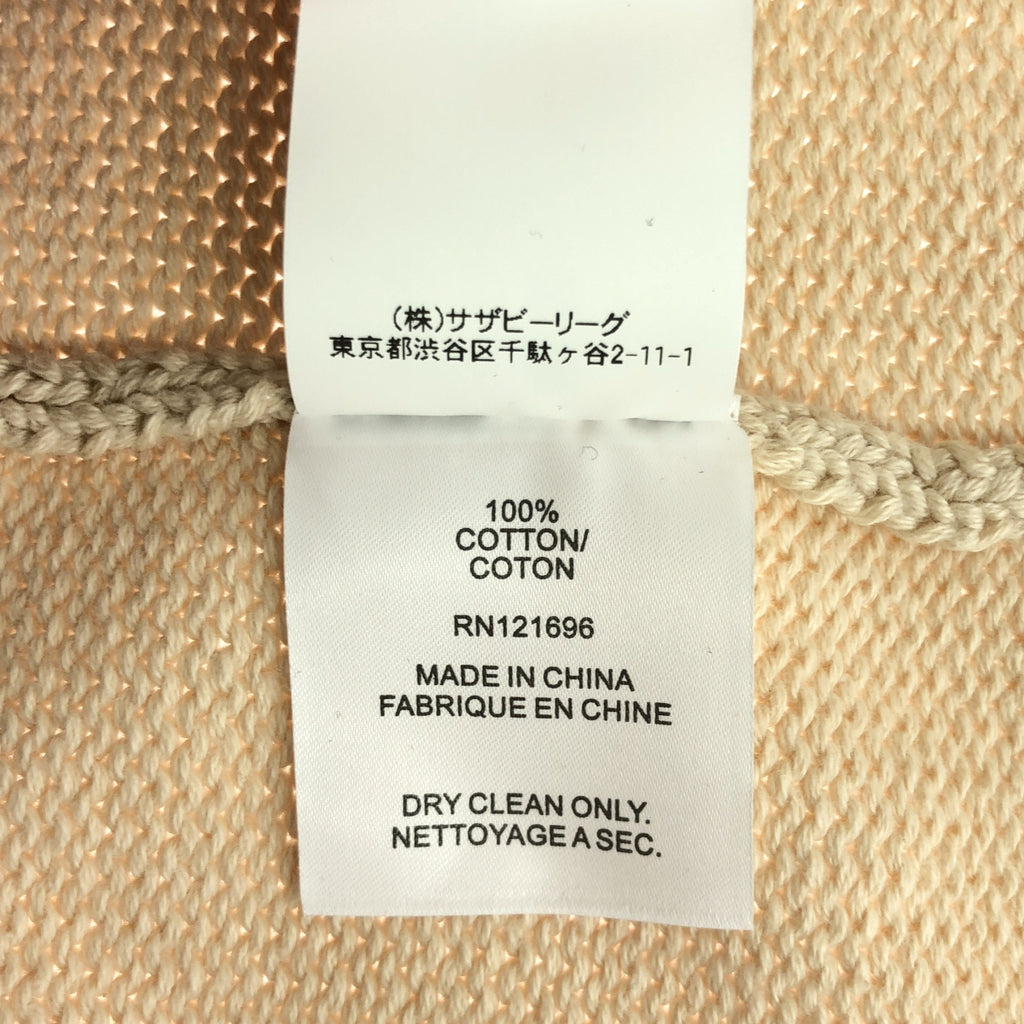 (株)サザビーリーグ
東京都渋谷区千駄ヶ谷2-11-1
100%
COTTON/
COTON
RN121696
MADE IN CHINA
FABRIQUE EN CHINE
DRY CLEAN ONLY.
NETTOYAGE A SEC.